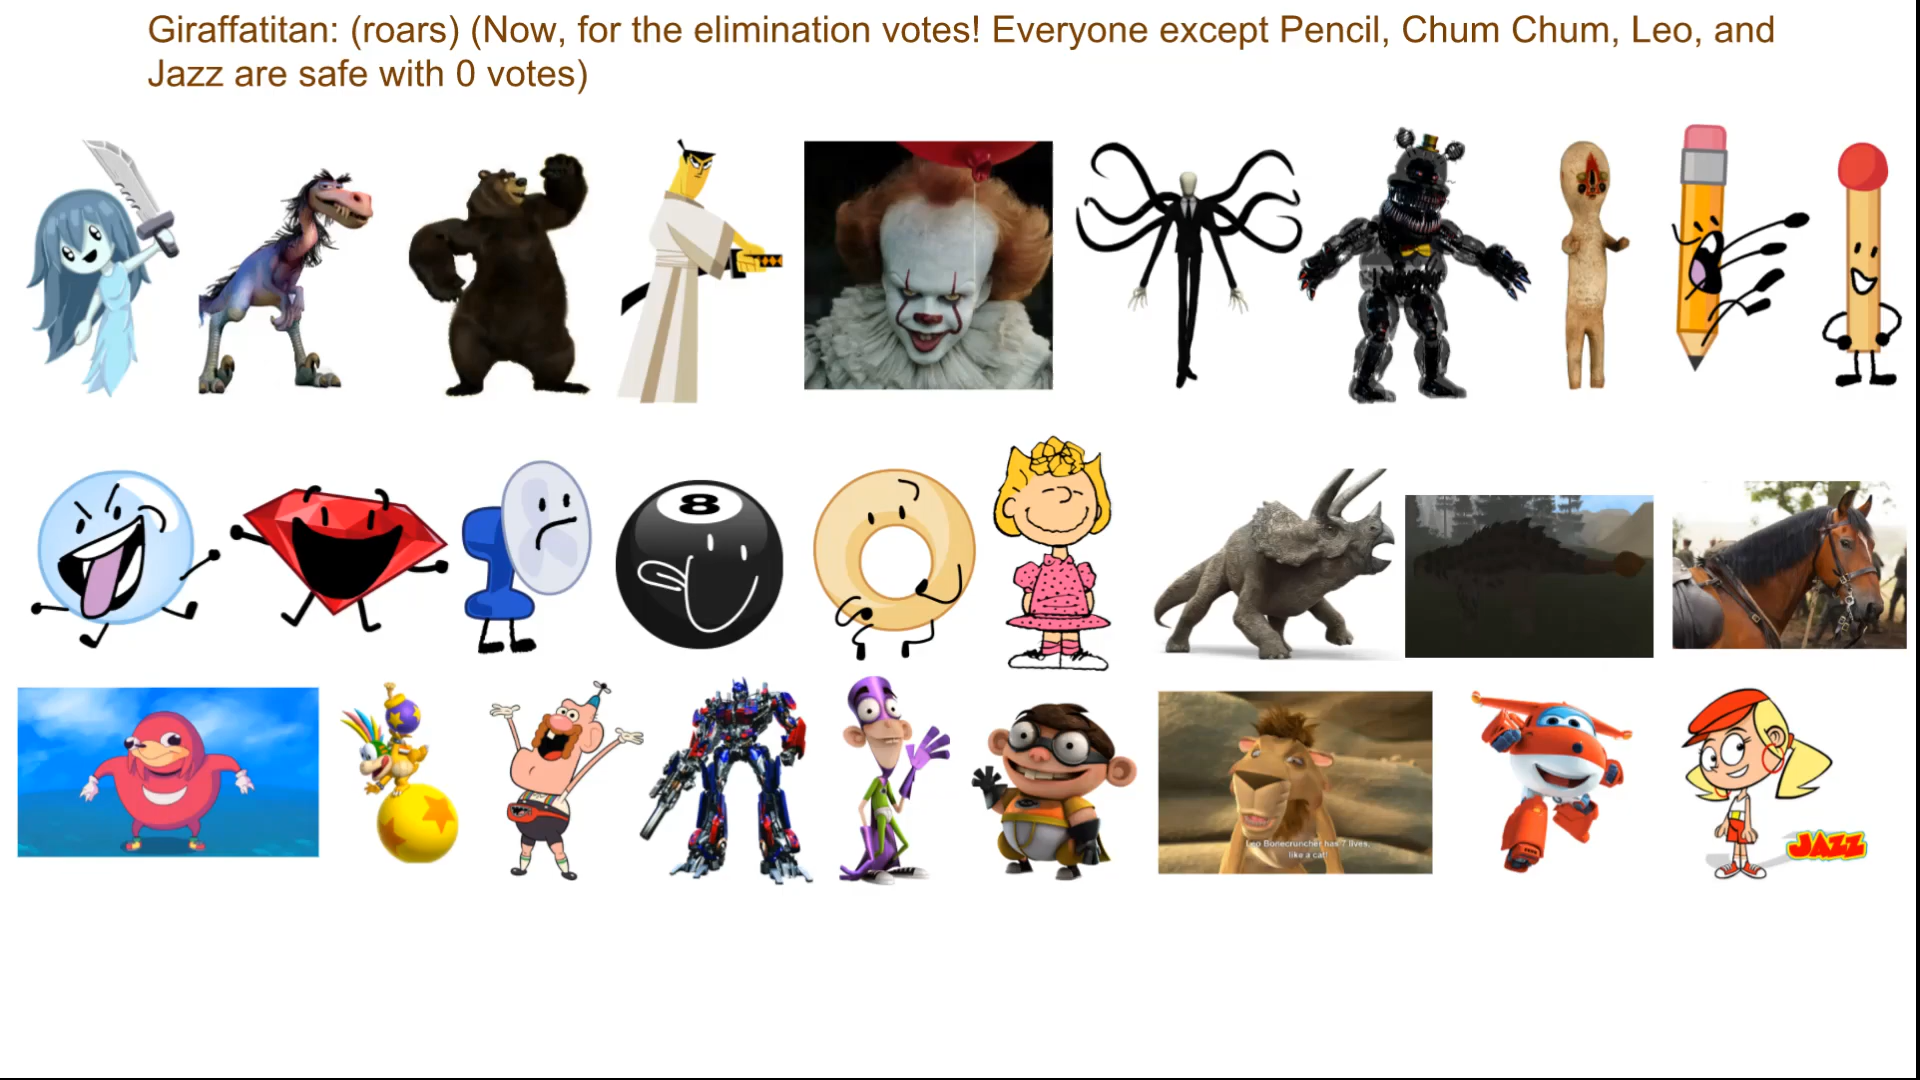 Giraffatitan: (roars) (Now, for the elimination votes! Everyone except Pencil, Chum Chum, Leo, and
Jazz are safe with 0 votes)
8
Leo Bonecruncher has 7 lives,
like a cat!
JAZZ